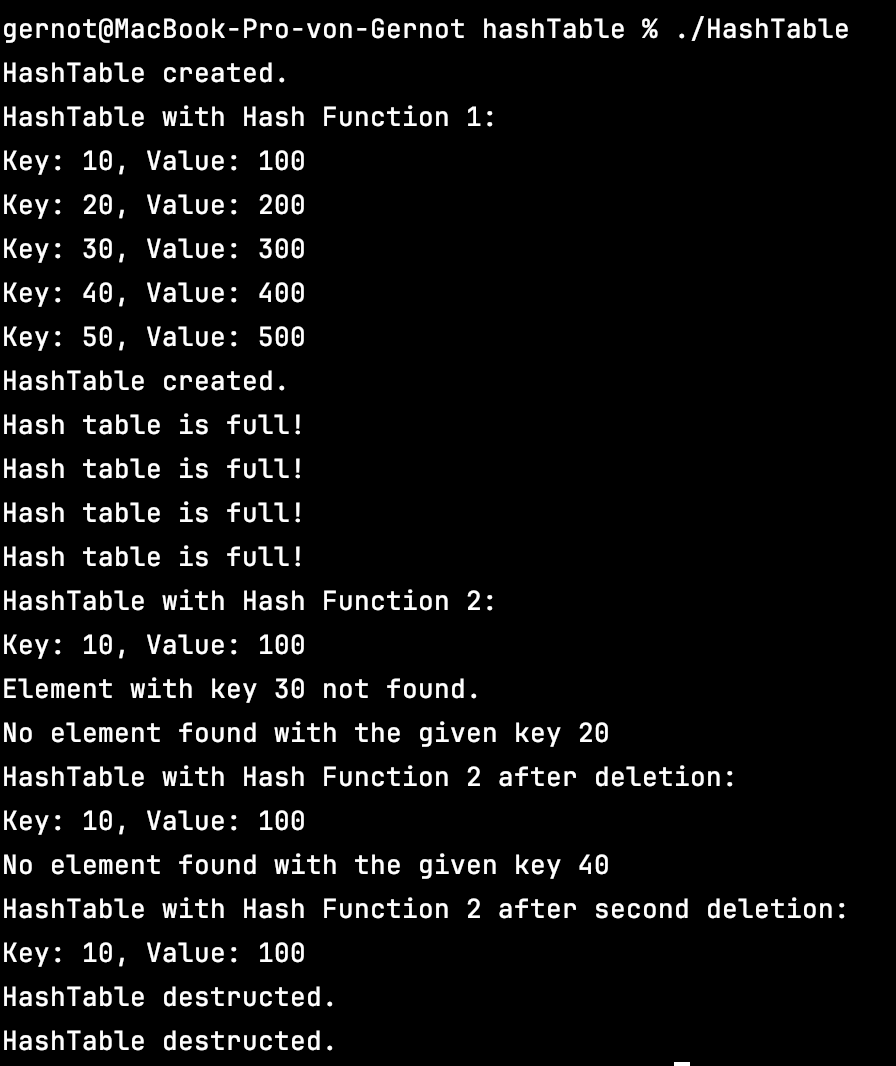 gernot@MacBook-Pro-von-Gernot hashTable % ./HashTable
HashTable created.
HashTable with Hash Function 1:
Key: 10, Value: 100
Key: 20, Value: 200
Key: 30, Value: 300
Key: 40, Value: 400
Key: 50, Value: 500
HashTable created.
Hash table is full!
Hash table is full!
Hash table is full!
Hash table is full!
HashTable with Hash Function 2:
Key: 10, Value: 100
Element with key 30 not found.
No element found with the given key 20
HashTable with Hash Function 2 after deletion:
Key: 10, Value: 100
No element found with the given key 40
HashTable with Hash Function 2 after second deletion:
Key: 10, Value: 100
HashTable destructed.
HashTable destructed.